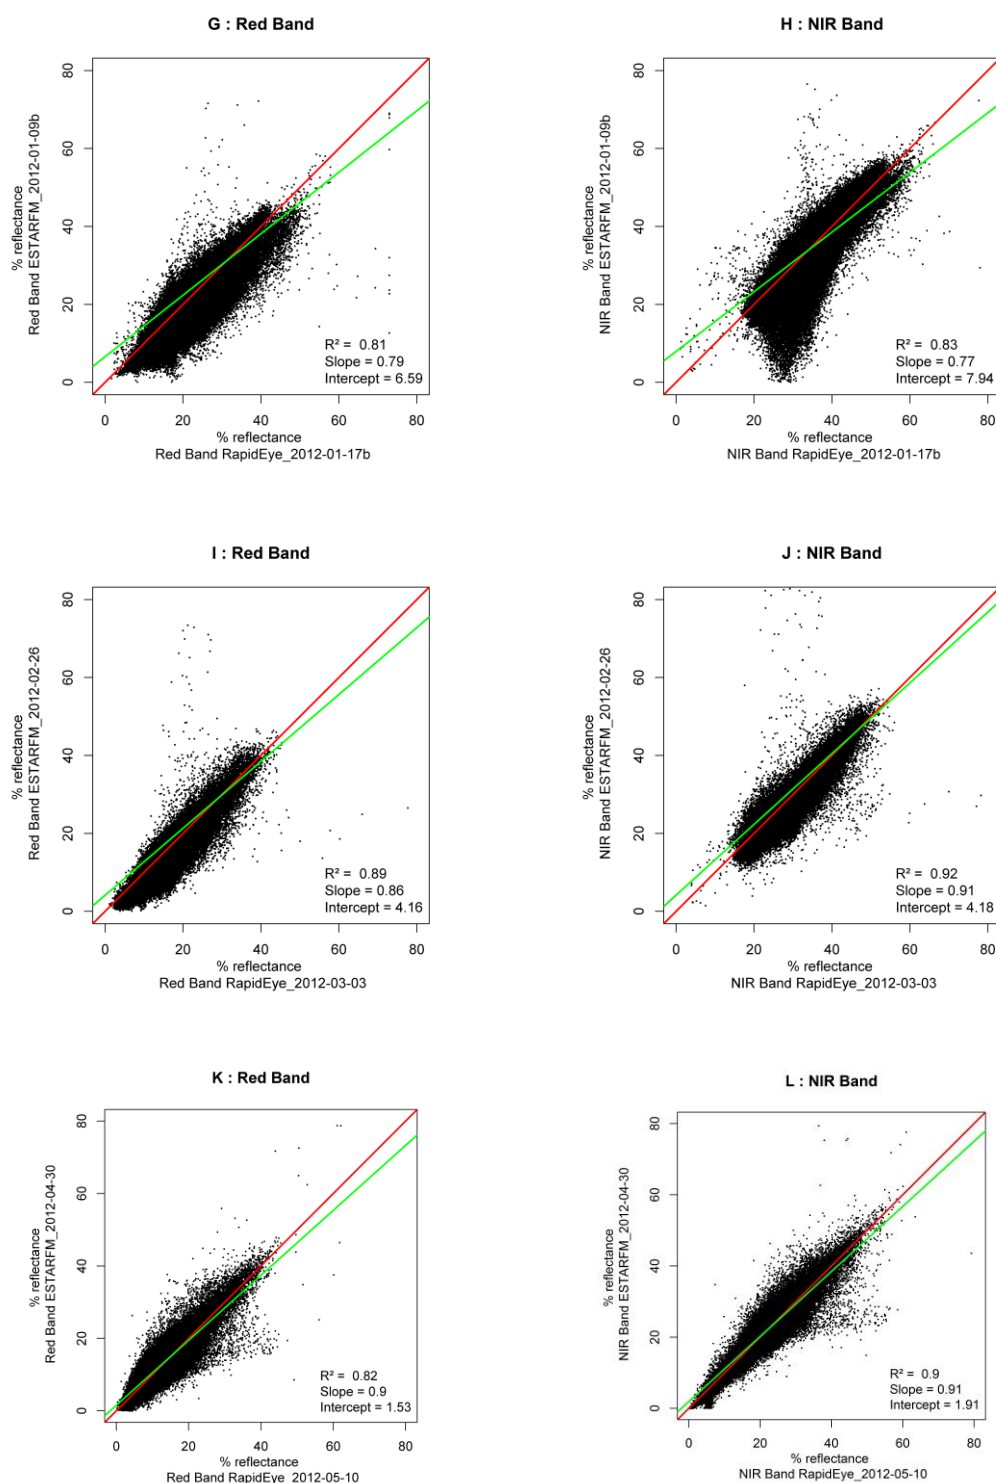 G : Red Band
80
60
40
20
0
% reflectance
Red Band ESTARFM_2012-01-09b
R² = 0.81
Slope = 0.79
Intercept = 6.59
0 20 40 60 80
% reflectance
Red Band RapidEye_2012-01-17b
H : NIR Band
80
60
40
20
0
% reflectance
NIR Band ESTARFM_2012-01-09b
R² = 0.83
Slope = 0.77
Intercept = 7.94
0 20 40 60 80
% reflectance
NIR Band RapidEye_2012-01-17b
I : Red Band
80
60
40
20
0
% reflectance
Red Band ESTARFM_2012-02-26
R² = 0.89
Slope = 0.86
Intercept = 4.16
0 20 40 60 80
% reflectance
Red Band RapidEye_2012-03-03
J : NIR Band
80
60
40
20
0
% reflectance
NIR Band ESTARFM_2012-02-26
R² = 0.92
Slope = 0.91
Intercept = 4.18
0 20 40 60 80
% reflectance
NIR Band RapidEye_2012-03-03
K : Red Band
80
60
40
20
0
% reflectance
Red Band ESTARFM_2012-04-30
R² = 0.82
Slope = 0.9
Intercept = 1.53
0 20 40 60 80
% reflectance
Red Band RapidEye_2012-05-10
L : NIR Band
80
60
40
20
0
% reflectance
NIR Band ESTARFM_2012-04-30
R² = 0.9
Slope = 0.91
Intercept = 1.91
0 20 40 60 80
% reflectance
NIR Band RapidEye_2012-05-10